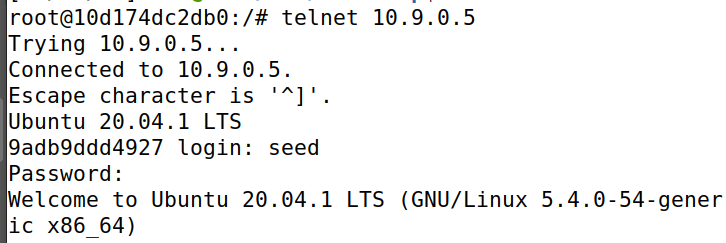 root@10d174dc2db0:/# telnet 10.9.0.5
Trying 10.9.0.5...
Connected to 10.9.0.5.
Escape character is '^]'.
Ubuntu 20.04.1 LTS
9adb9ddd4927 login: seed
Password:
Welcome to Ubuntu 20.04.1 LTS (GNU/Linux 5.4.0-54-gener
ic x86_64)